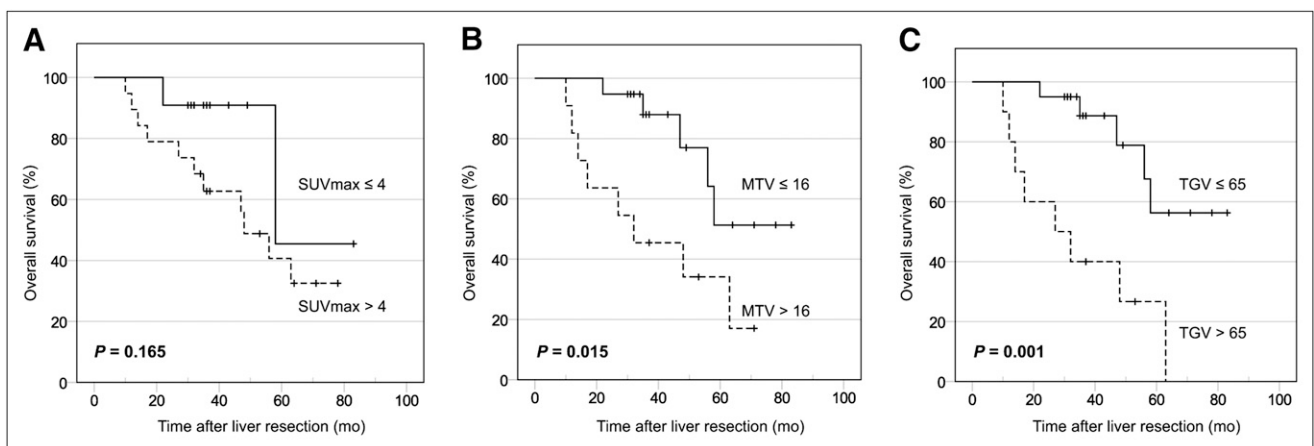 A
Overall survival (%)
100
80
60
40
20
0
SUVmax ≤ 4
SUVmax > 4
P = 0.165
0 20 40 60 80 100
Time after liver resection (mo)
B
Overall survival (%)
100
80
60
40
20
0
MTV ≤ 16
MTV > 16
P = 0.015
0 20 40 60 80 100
Time after liver resection (mo)
C
Overall survival (%)
100
80
60
40
20
0
TGV ≤ 65
TGV > 65
P = 0.001
0 20 40 60 80 100
Time after liver resection (mo)